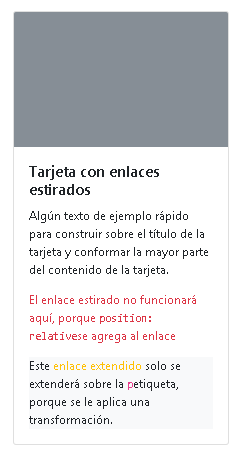 Tarjeta con enlaces
estirados
Algún texto de ejemplo rápido
para construir sobre el título de la
tarjeta y conformar la mayor parte
del contenido de la tarjeta.
El enlace estirado no funcionará
aquí, porque position:
relativese agrega al enlace
Este enlace extendido solo se
extenderá sobre la petiqueta,
porque se le aplica una
transformación.